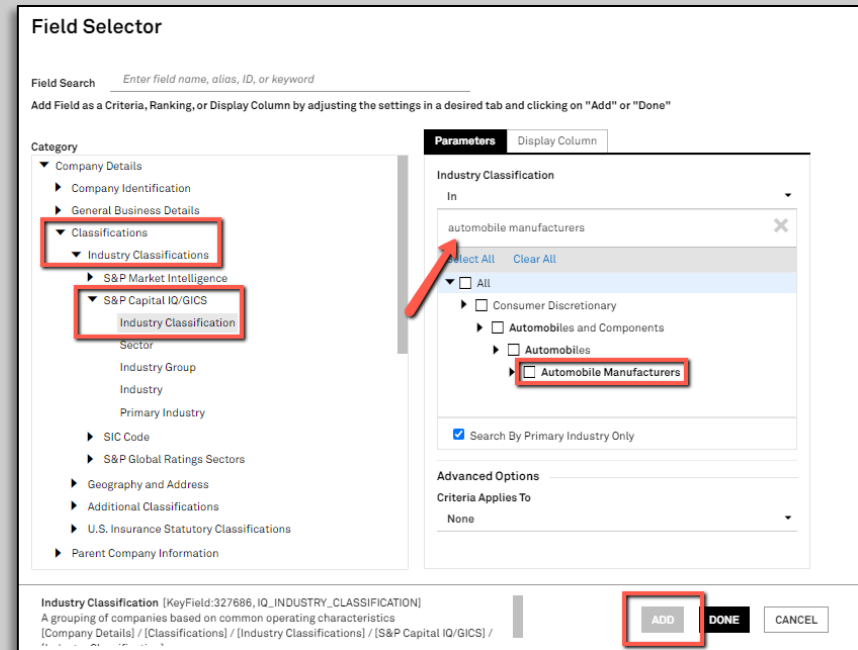 Field Selector
Field Search
Enter field name, alias, ID, or keyword
Add Field as a Criteria, Ranking, or Display Column by adjusting the settings in a desired tab and clicking on "Add" or "Done"
Category
Company Details
Company Identification
General Business Details
Classifications
Industry Classifications
S&P Market Intelligence
S&P Capital IQ/GICS
Industry Classification
Sector
Industry Group
Industry
Primary Industry
SIC Code
S&P Global Ratings Sectors
Geography and Address
Additional Classifications
U.S. Insurance Statutory Classifications
Parent Company Information
Parameters
Display Column
Industry Classification
In
automobile manufacturers
Select All
Clear All
All
Consumer Discretionary
Automobiles and Components
Automobiles
Automobile Manufacturers
Search By Primary Industry Only
Advanced Options
Criteria Applies To
None
Industry Classification [KeyField:327686, IQ_INDUSTRY_CLASSIFICATION]
A grouping of companies based on common operating characteristics
[Company Details] / [Classifications] / [Industry Classifications] / [S&P Capital IQ/GICS] /
ADD
DONE
CANCEL